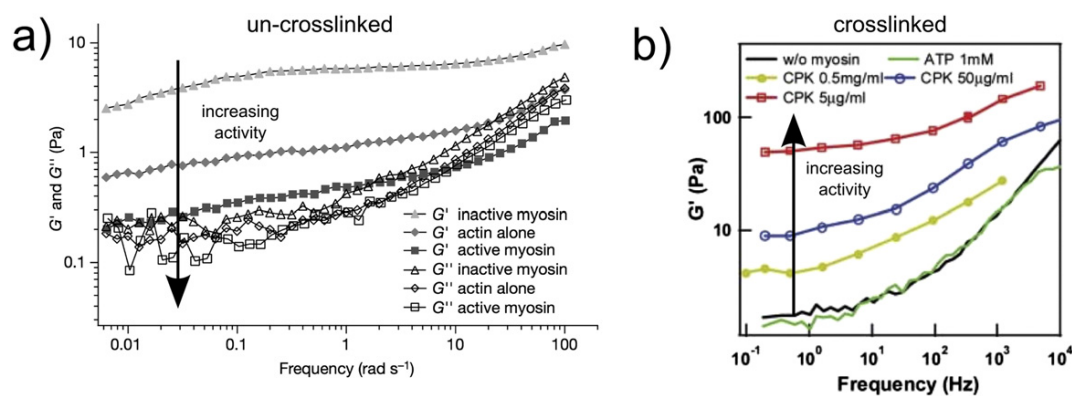 a)
un-crosslinked
10
1
0.1
G' and G'' (Pa)
increasing
activity
G' inactive myosin
G' actin alone
G' active myosin
G'' inactive myosin
G'' actin alone
G'' active myosin
0.01 0.1 1 10 100
Frequency (rad s⁻¹)
b)
crosslinked
w/o myosin ATP 1mM
CPK 0.5mg/ml CPK 50μg/ml
CPK 5μg/ml
100
10
G' (Pa)
increasing
activity
10⁻¹ 10⁰ 10¹ 10² 10³ 10⁴
Frequency (Hz)